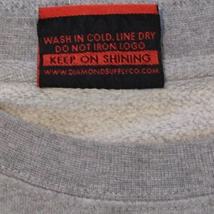 WASH IN COLD. LINE DRY
DO NOT IRON LOGO
KEEP ON SHINING
WWW.DIAMONDSUPPLYCO.COM